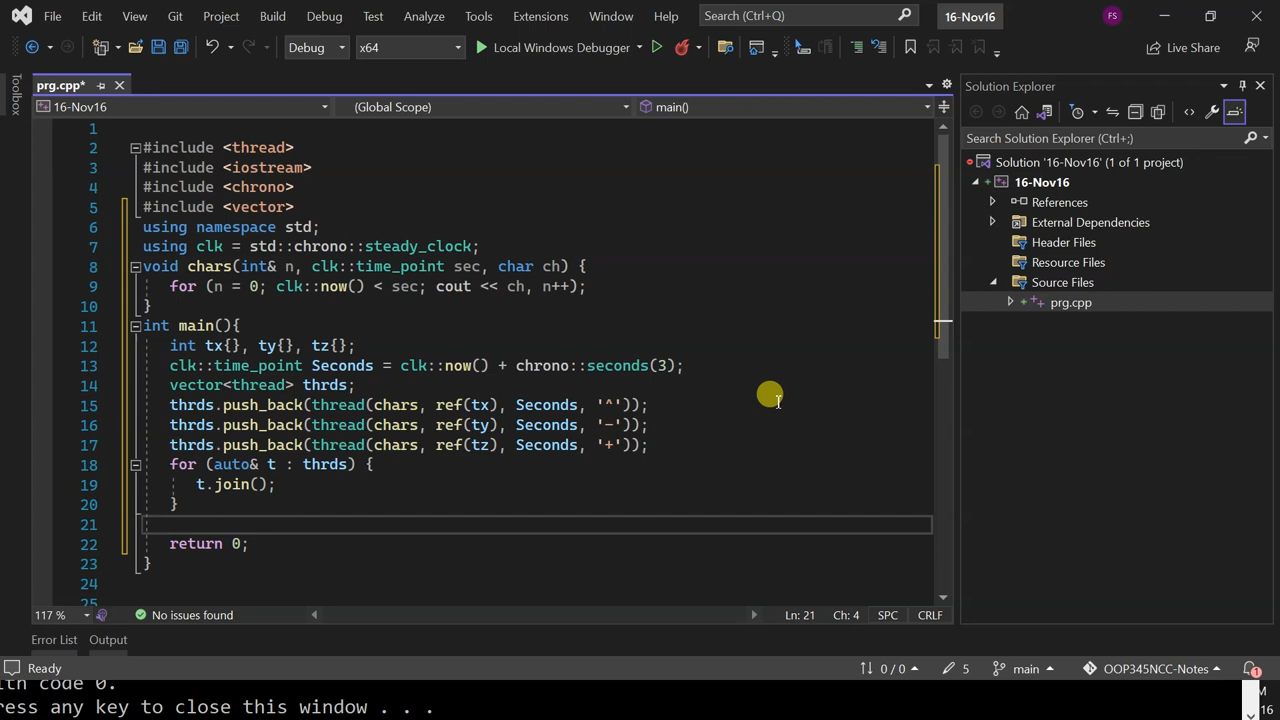 File Edit View Git Project Build Debug Test Analyze Tools Extensions Window Help Search (Ctrl+Q) 16-Nov16 FS
Debug x64 Local Windows Debugger Live Share
Toolbox
prg.cpp*
16-Nov16 (Global Scope) main()
1
2 #include <thread>
3 #include <iostream>
4 #include <chrono>
5 #include <vector>
6 using namespace std;
7 using clk = std::chrono::steady_clock;
8 void chars(int& n, clk::time_point sec, char ch) {
9 for (n = 0; clk::now() < sec; cout << ch, n++);
10 }
11 int main(){
12 int tx{}, ty{}, tz{};
13 clk::time_point Seconds = clk::now() + chrono::seconds(3);
14 vector<thread> thrds;
15 thrds.push_back(thread(chars, ref(tx), Seconds, '^'));
16 thrds.push_back(thread(chars, ref(ty), Seconds, '-'));
17 thrds.push_back(thread(chars, ref(tz), Seconds, '+'));
18 for (auto& t : thrds) {
19 t.join();
20 }
21
22 return 0;
23 }
24
25
117 % No issues found Ln: 21 Ch: 4 SPC CRLF
Solution Explorer
Search Solution Explorer (Ctrl+;)
Solution '16-Nov16' (1 of 1 project)
16-Nov16
References
External Dependencies
Header Files
Resource Files
Source Files
prg.cpp
Error List Output
Ready 0 / 0 5 main OOP345NCC-Notes 1
ith code 0.
ress any key to close this window . . .
M
16